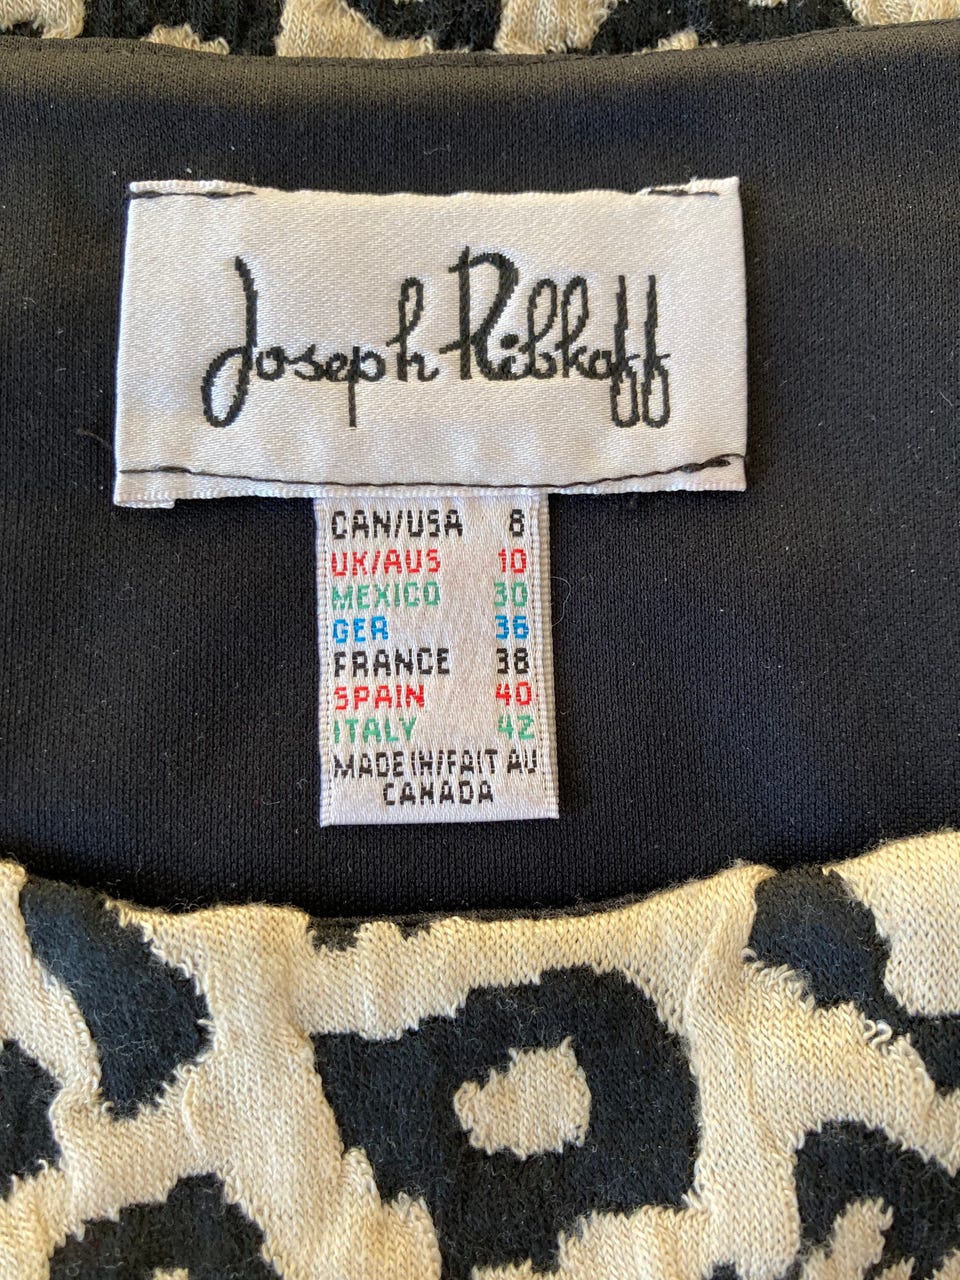 Joseph Ribkoff
CAN/USA 8
UK/AUS 10
MEXICO 30
GER 36
FRANCE 38
SPAIN 40
ITALY 42
MADE IN/FAIT AU
CANADA